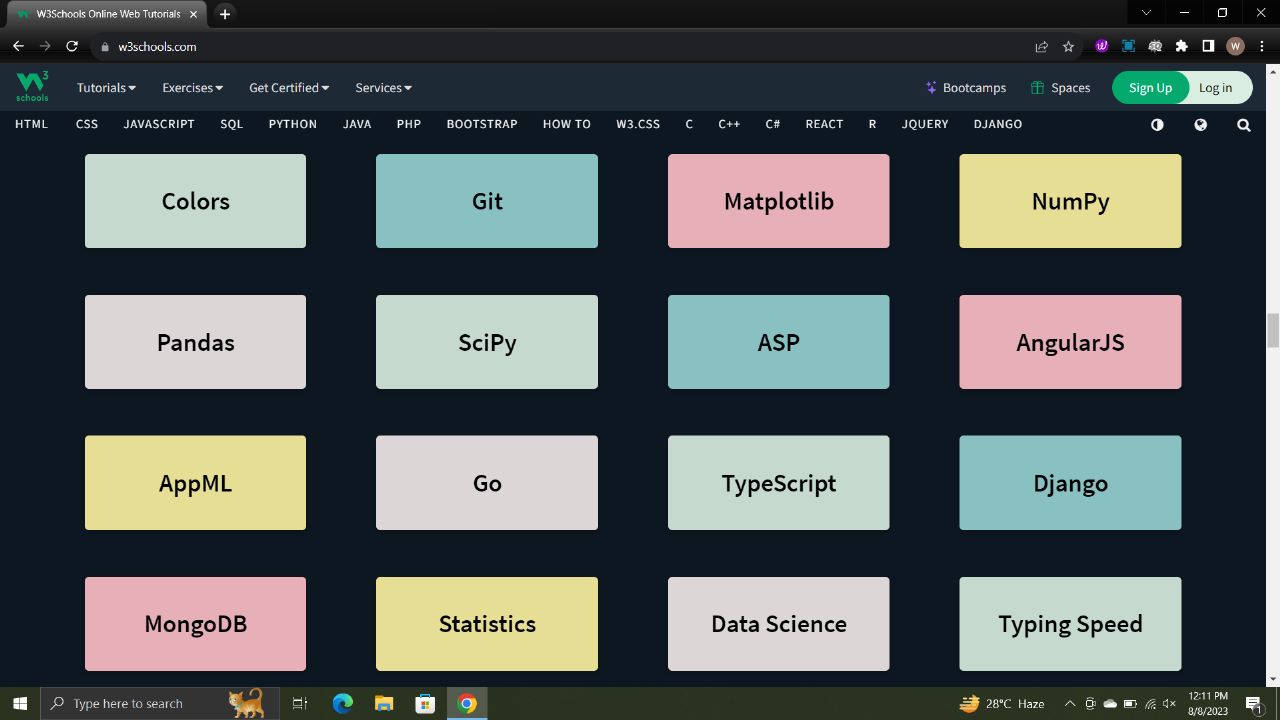 W3Schools Online Web Tutorials
w3schools.com
W
3
schools
Tutorials
Exercises
Get Certified
Services
Bootcamps
Spaces
Sign Up
Log in
HTML CSS JAVASCRIPT SQL PYTHON JAVA PHP BOOTSTRAP HOW TO W3.CSS C C++ C# REACT R JQUERY DJANGO
Colors
Git
Matplotlib
NumPy
Pandas
SciPy
ASP
AngularJS
AppML
Go
TypeScript
Django
MongoDB
Statistics
Data Science
Typing Speed
Type here to search
28°C Haze
12:11 PM
8/8/2023
1